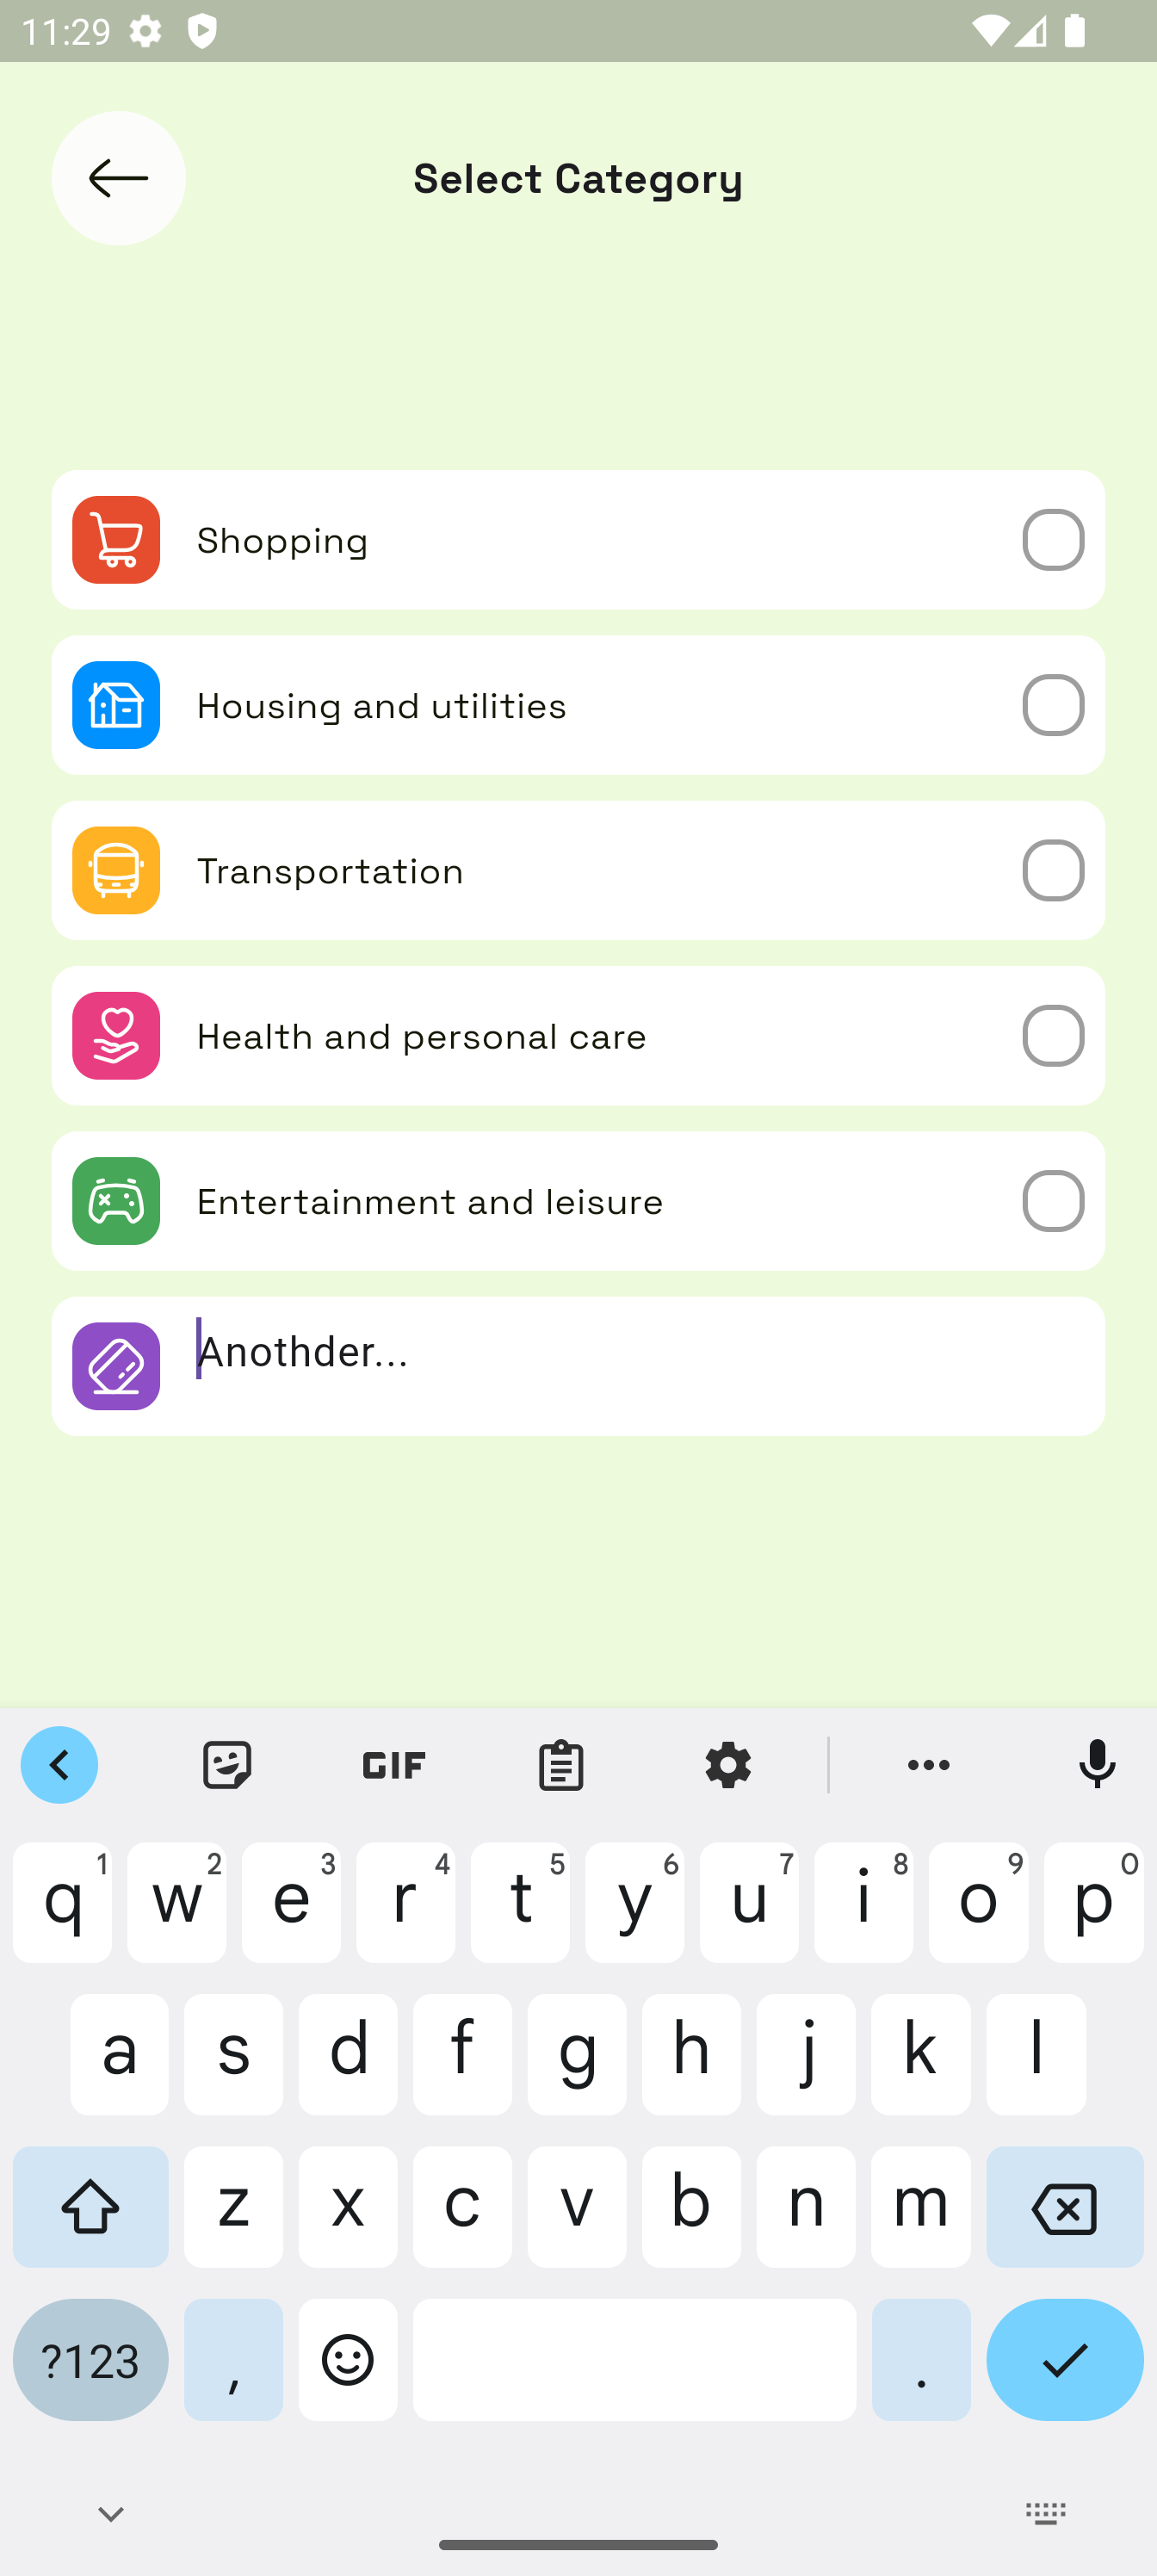 11:29
Select Category
Shopping
Housing and utilities
Transportation
Health and personal care
Entertainment and leisure
Anothder...
GIF
q1 w2 e3 r4 t5 y6 u7 i8 o9 p0
a s d f g h j k l
z x c v b n m
?123 , .